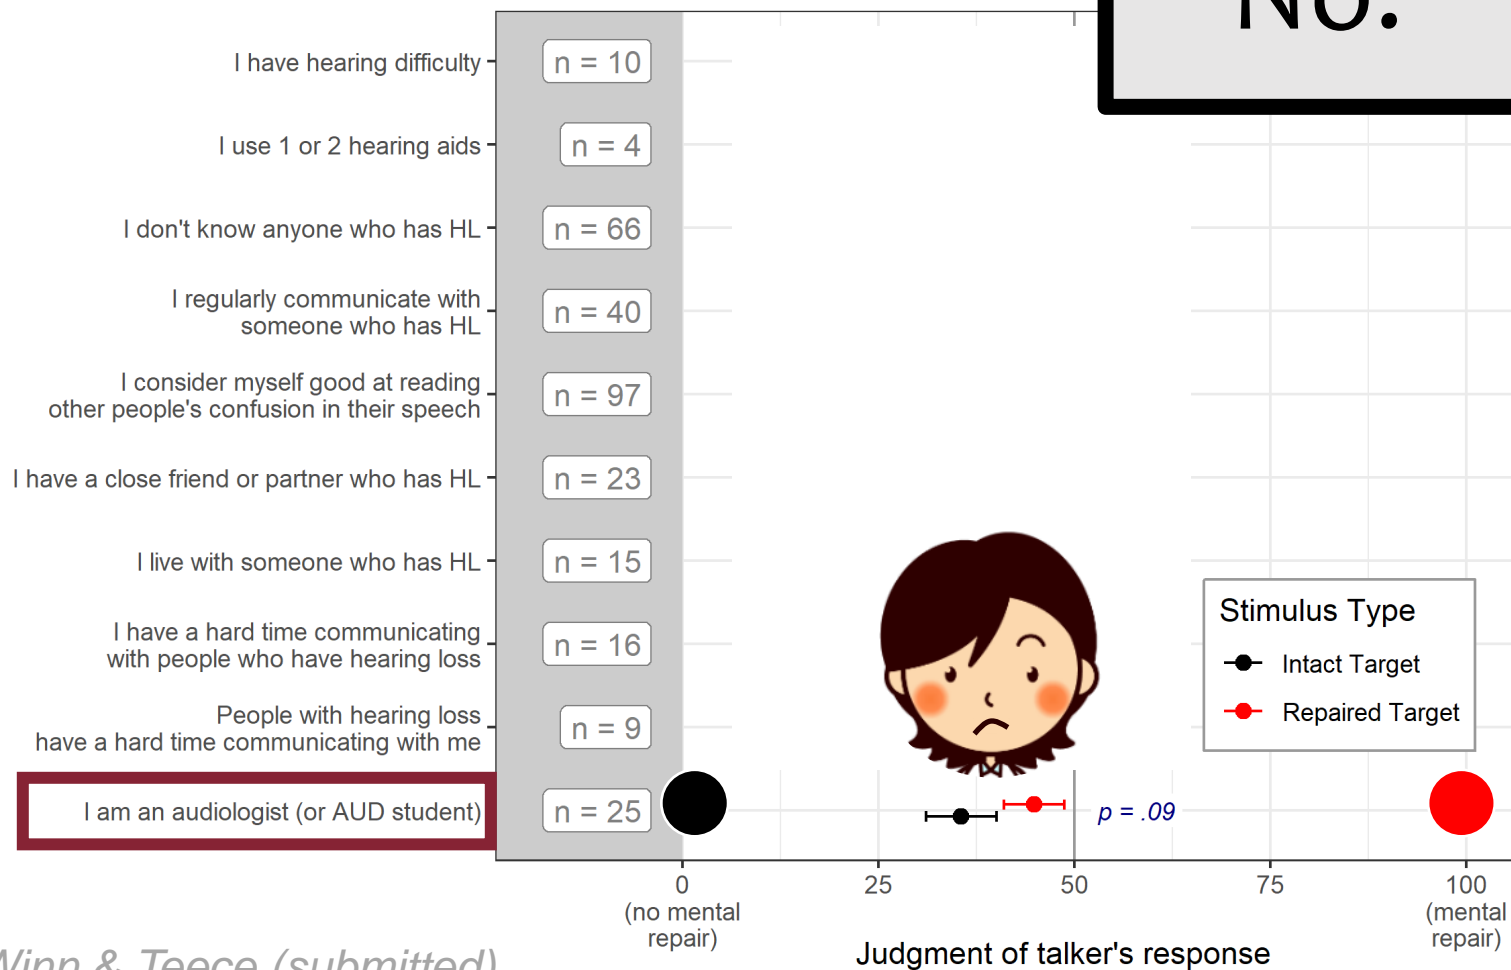 No.
I have hearing difficulty
n = 10
I use 1 or 2 hearing aids
n = 4
I don't know anyone who has HL
n = 66
I regularly communicate with
someone who has HL
n = 40
I consider myself good at reading
other people's confusion in their speech
n = 97
I have a close friend or partner who has HL
n = 23
I live with someone who has HL
n = 15
I have a hard time communicating
with people who have hearing loss
n = 16
People with hearing loss
have a hard time communicating with me
n = 9
I am an audiologist (or AUD student)
n = 25
p = .09
Stimulus Type
Intact Target
Repaired Target
0
(no mental
repair)
25
50
75
100
(mental
repair)
Judgment of talker's response
Winn & Teece (submitted)